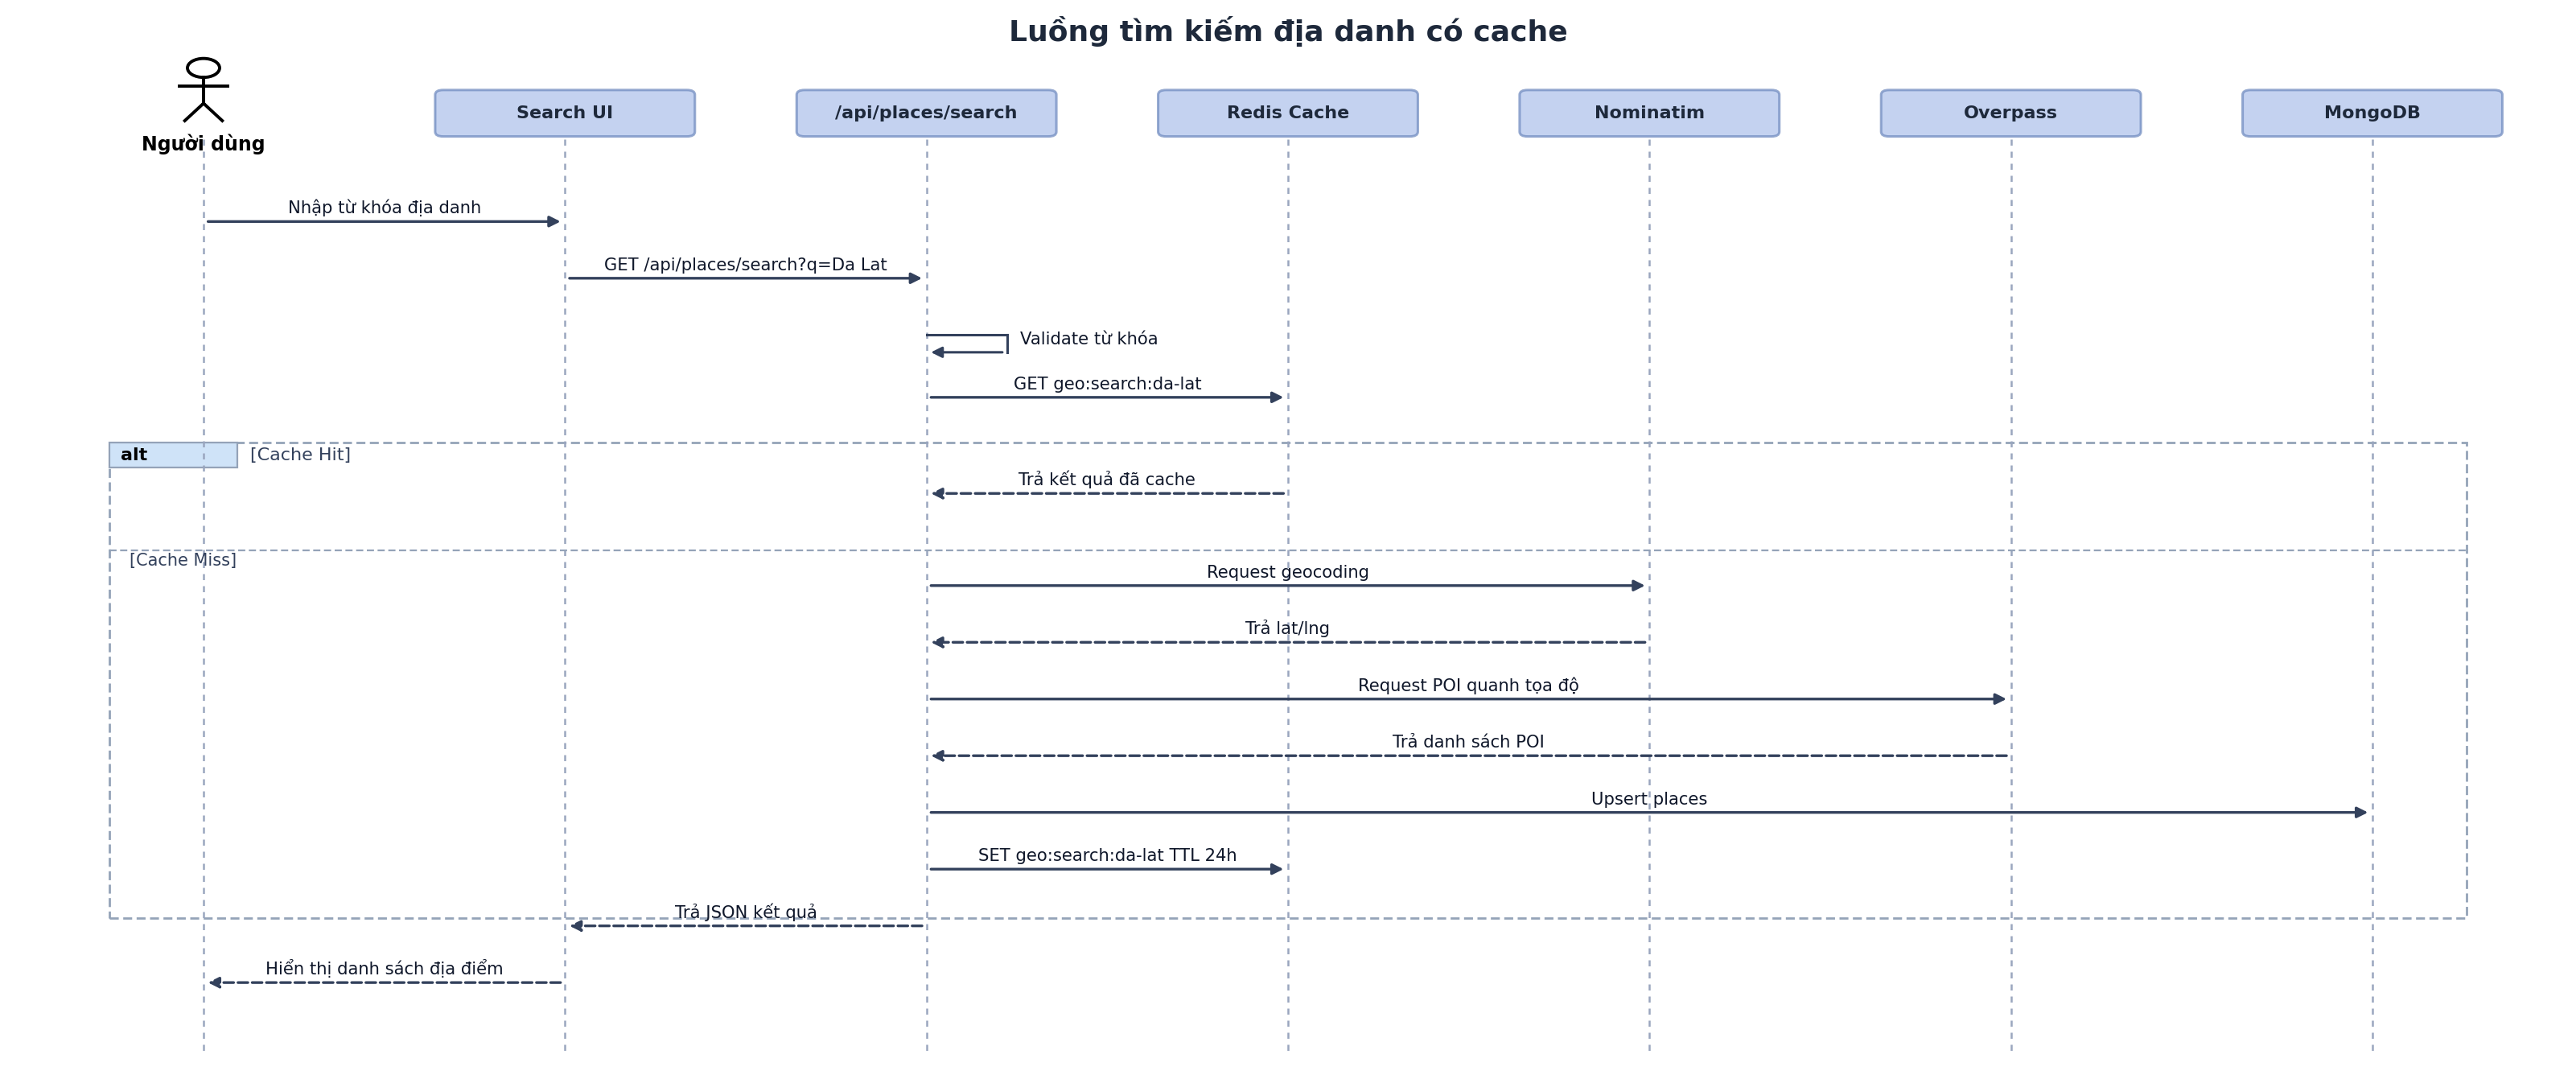 Luồng tìm kiếm địa danh có cache
Người dùng
Search UI
/api/places/search
Redis Cache
Nominatim
Overpass
MongoDB
Nhập từ khóa địa danh
GET /api/places/search?q=Da Lat
Validate từ khóa
GET geo:search:da-lat
alt
[Cache Hit]
Trả kết quả đã cache
[Cache Miss]
Request geocoding
Trả lat/lng
Request POI quanh tọa độ
Trả danh sách POI
Upsert places
SET geo:search:da-lat TTL 24h
Trả JSON kết quả
Hiển thị danh sách địa điểm